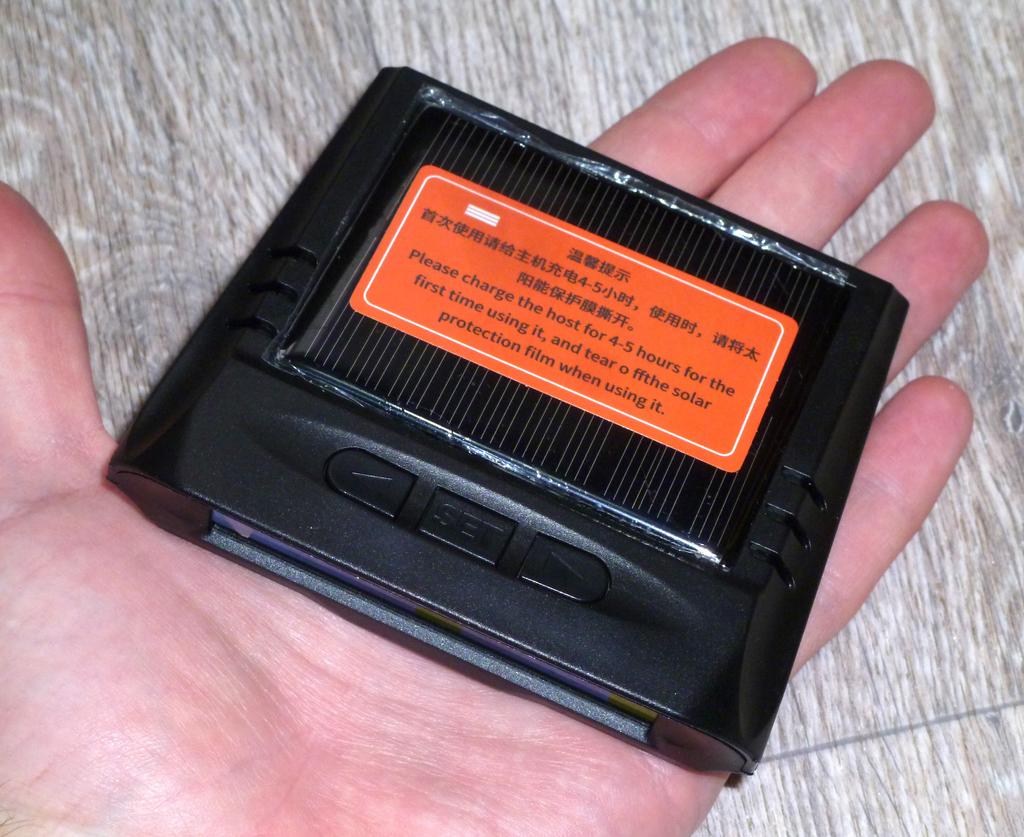 温馨提示
首次使用请给主机充电4-5小时，使用时，请将太
阳能保护膜撕开。
Please charge the host for 4-5 hours for the
first time using it, and tear o ffthe solar
protection film when using it.
SET